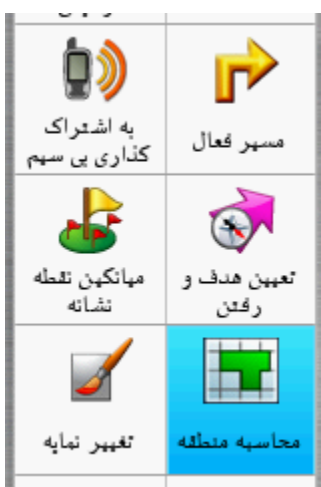 مسیر فعال
به اشتراک
گذاری بی سیم
تعیین هدف و
رفتن
میانگین نقطه
نشانه
محاسبه منطقه
تغییر نمایه